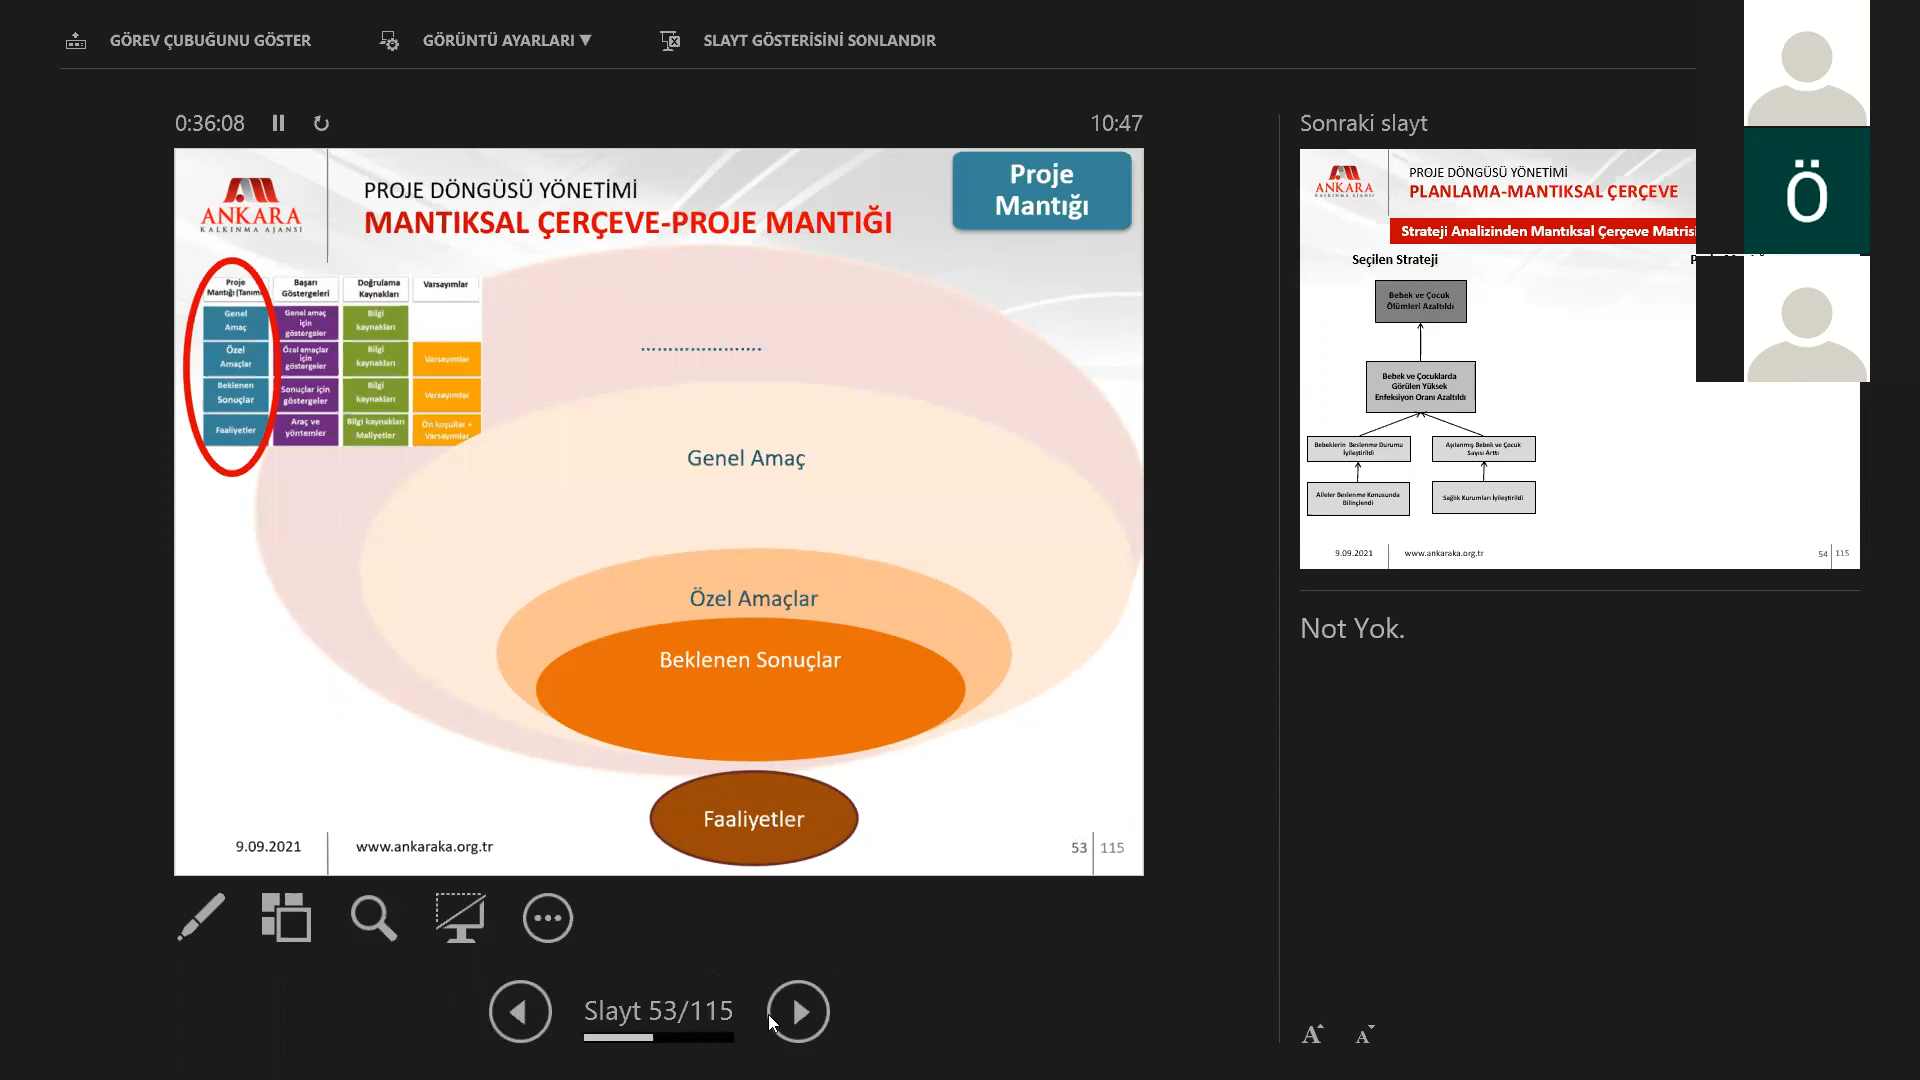 GÖREV ÇUBUĞUNU GÖSTER
GÖRÜNTÜ AYARLARI ▼
SLAYT GÖSTERİSİNİ SONLANDIR
0:36:08
10:47
ANKARA
KALKINMA AJANSI
PROJE DÖNGÜSÜ YÖNETİMİ
MANTIKSAL ÇERÇEVE-PROJE MANTIĞI
Proje
Mantığı
Proje
Mantığı (Tanım
Başarı
Göstergeleri
Doğrulama
Kaynakları
Varsayımlar
Genel
Amaç
Genel amaç
için
göstergeler
Bilgi
kaynakları
Özel
Amaçlar
Özel amaçlar
için
göstergeler
Bilgi
kaynakları
Varsayımlar
Beklenen
Sonuçlar
Sonuçlar için
göstergeler
Bilgi
kaynakları
Varsayımlar
Faaliyetler
Araç ve
yöntemler
Bilgi kaynakları
Maliyetler
Ön koşullar +
Varsayımlar
....................
Genel Amaç
Özel Amaçlar
Beklenen Sonuçlar
Faaliyetler
9.09.2021
www.ankaraka.org.tr
53
115
Slayt 53/115
Sonraki slayt
ANKARA
KALKINMA AJANSI
PROJE DÖNGÜSÜ YÖNETİMİ
PLANLAMA-MANTIKSAL ÇERÇEVE
Strateji Analizinden Mantıksal Çerçeve Matrisi
Seçilen Strateji
Bebek ve Çocuk
Ölümleri Azaltıldı
Bebek ve Çocuklarda
Görülen Yüksek
Enfeksiyon Oranı Azaltıldı
Bebeklerin Beslenme Durumu
İyileştirildi
Aşılanmış Bebek ve Çocuk
Sayısı Arttı
Aileler Beslenme Konusunda
Bilinçlendi
Sağlık Kurumları İyileştirildi
9.09.2021
www.ankaraka.org.tr
54
115
Ö
Not Yok.
A
A